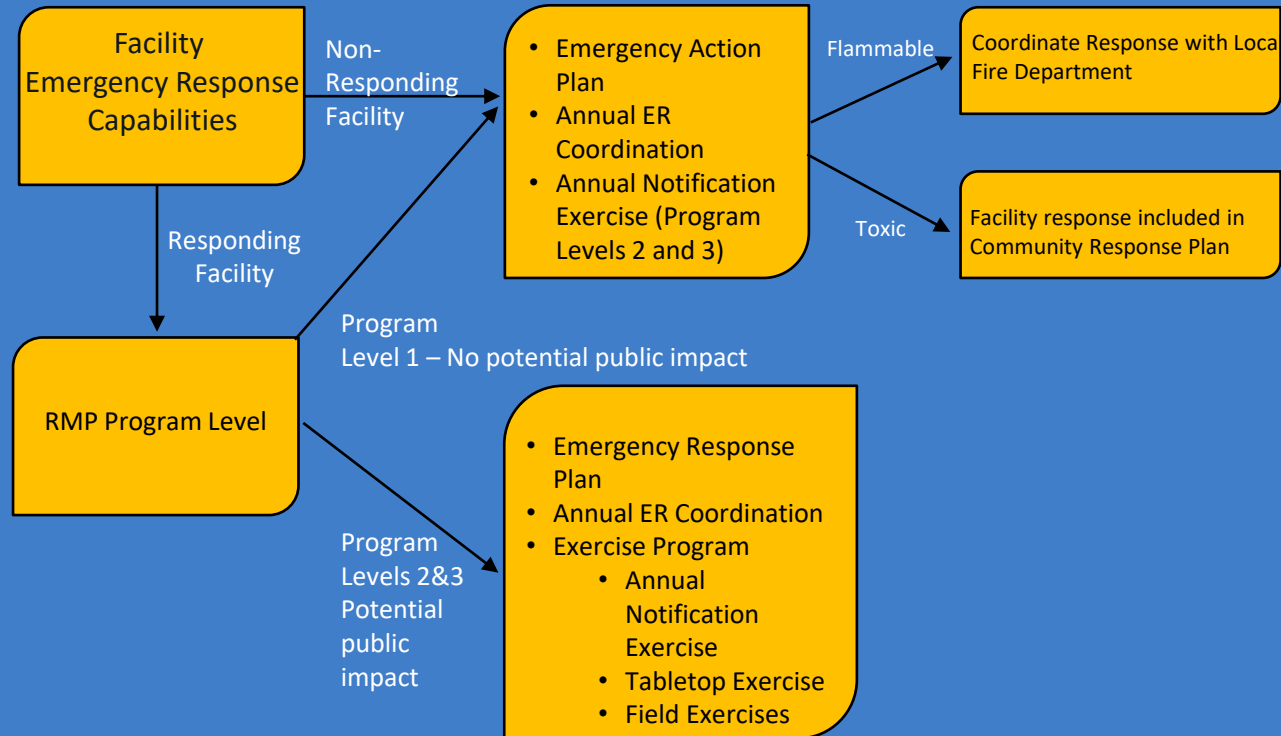 Facility
Emergency Response
Capabilities
Non-
Responding
Facility
• Emergency Action
Plan
• Annual ER
Coordination
• Annual Notification
Exercise (Program
Levels 2 and 3)
Flammable
Coordinate Response with Local
Fire Department
Toxic
Facility response included in
Community Response Plan
Responding
Facility
RMP Program Level
Program
Level 1 – No potential public impact
Program
Levels 2&3
Potential
public
impact
• Emergency Response
Plan
• Annual ER Coordination
• Exercise Program
• Annual
Notification
Exercise
• Tabletop Exercise
• Field Exercises